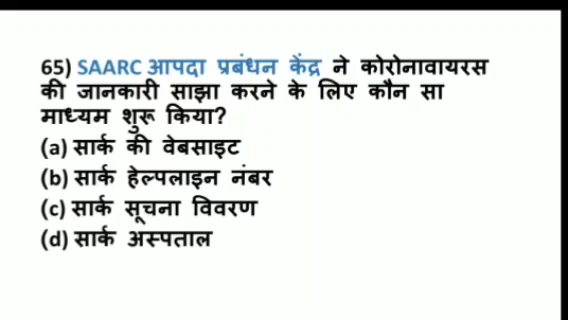 65) SAARC आपदा प्रबंधन केंद्र ने कोरोनावायरस
की जानकारी साझा करने के लिए कौन सा
माध्यम शुरू किया?
(a) सार्क की वेबसाइट
(b) सार्क हेल्पलाइन नंबर
(c) सार्क सूचना विवरण
(d) सार्क अस्पताल